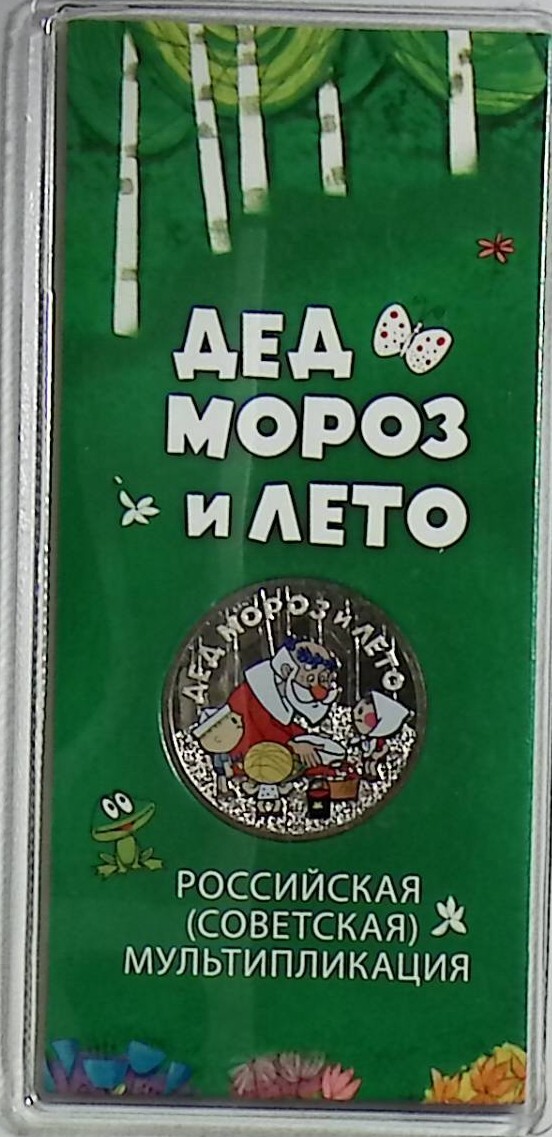 ДЕД
МОРОЗ
и ЛЕТО
ДЕД МОРОЗ и ЛЕТО
РОССИЙСКАЯ
(СОВЕТСКАЯ)
МУЛЬТИПЛИКАЦИЯ